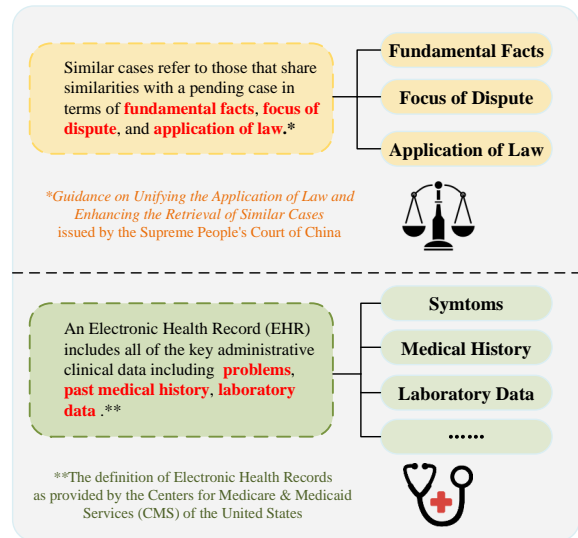 Similar cases refer to those that share
similarities with a pending case in
terms of fundamental facts, focus of
dispute, and application of law.*
Fundamental Facts
Focus of Dispute
Application of Law
*Guidance on Unifying the Application of Law and
Enhancing the Retrieval of Similar Cases
issued by the Supreme People's Court of China
An Electronic Health Record (EHR)
includes all of the key administrative
clinical data including problems,
past medical history, laboratory
data .**
Symtoms
Medical History
Laboratory Data
······
**The definition of Electronic Health Records
as provided by the Centers for Medicare & Medicaid
Services (CMS) of the United States